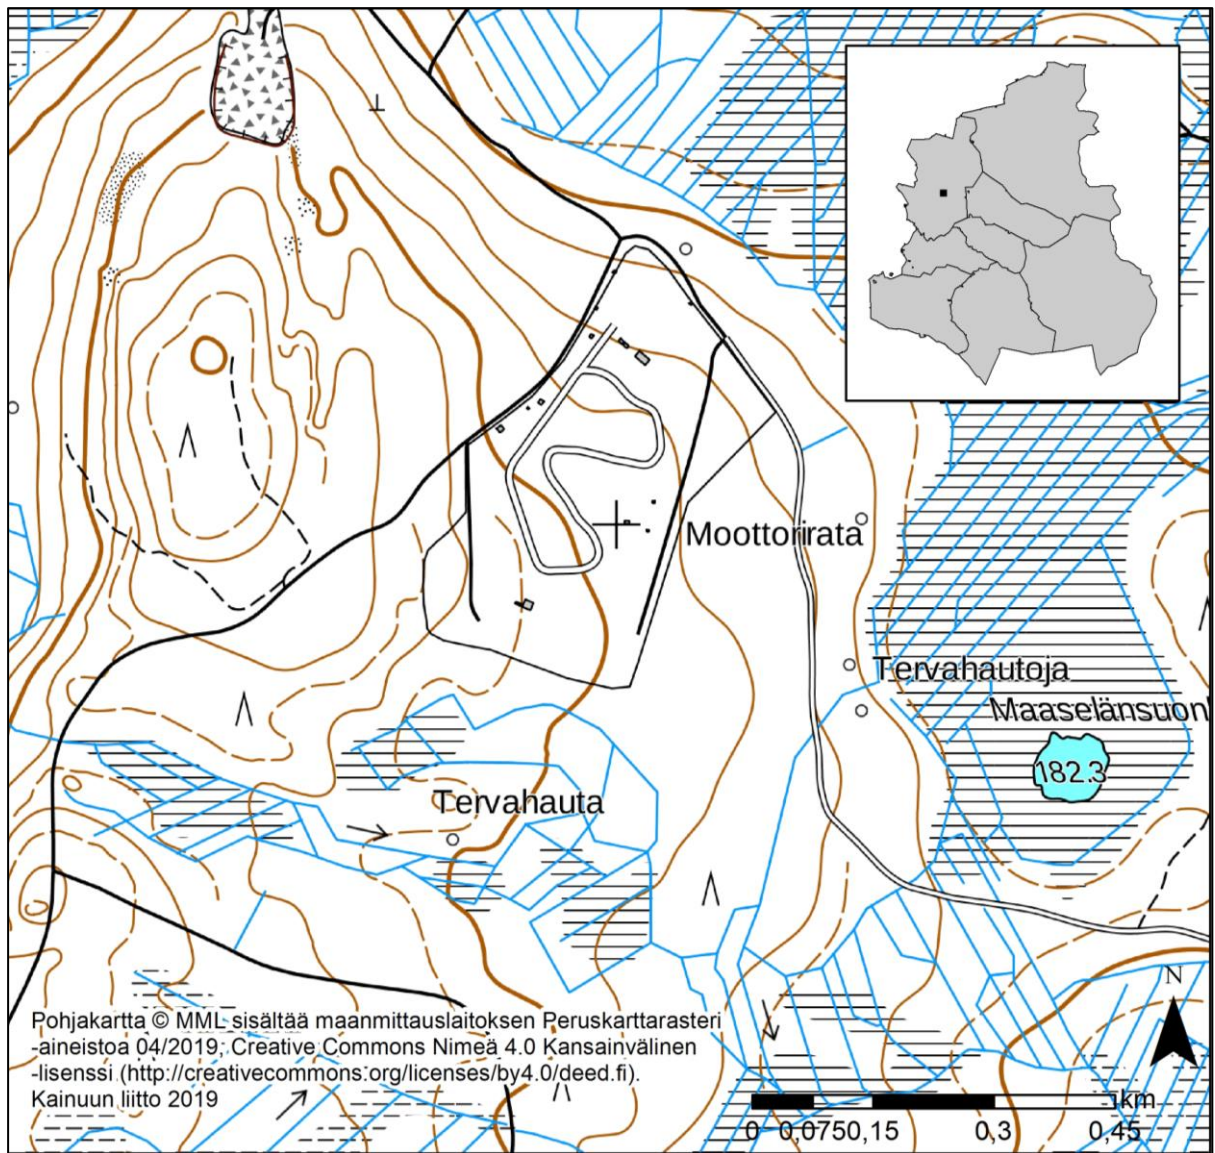 Moottorirata
Tervahautoja
Maaselänsuon
182.3
Tervahauta
N
Pohjakartta © MML sisältää maanmittauslaitoksen Peruskarttarasteri
-aineistoa 04/2019; Creative Commons Nimeä 4.0 Kansainvälinen
-lisenssi (http://creativecommons.org/licenses/by4.0/deed.fi).
Kainuun liitto 2019
km
0 0,075 0,15 0,3 0,45